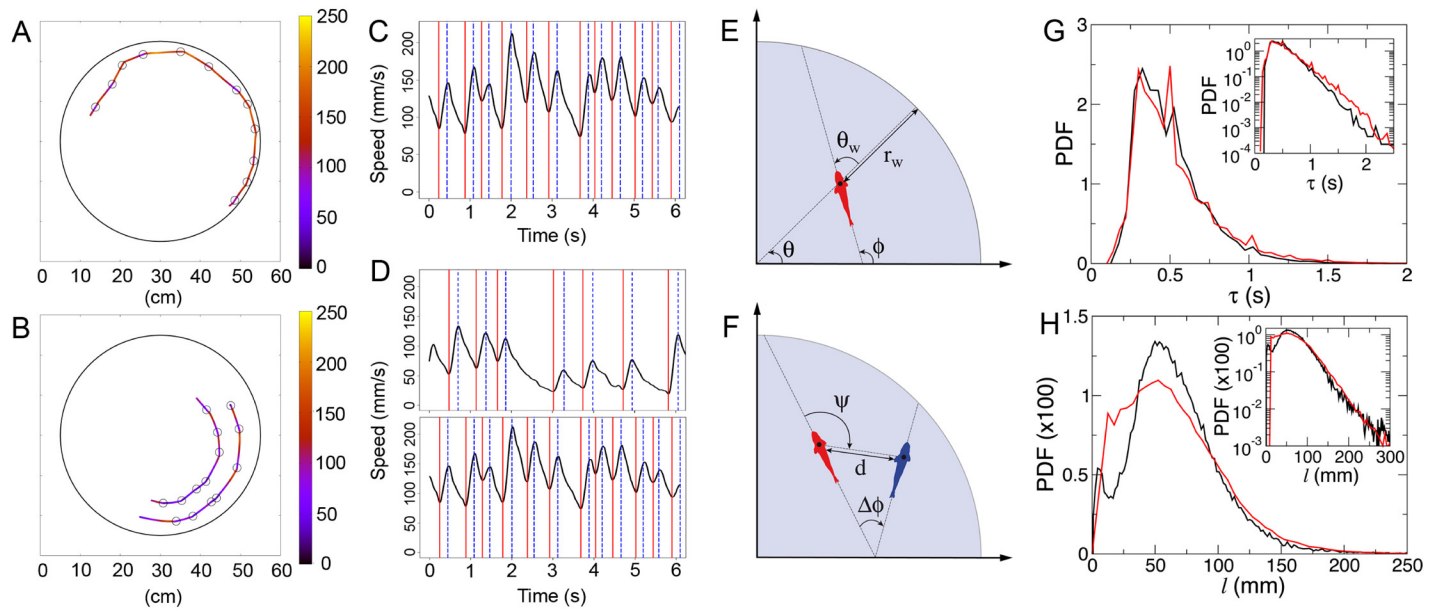 A
250
200
150
100
50
0
0 10 20 30 40 50 60
(cm)
B
250
200
150
100
50
0
0 10 20 30 40 50 60
(cm)
C
Speed (mm/s)
0 50 100 150 200
0 1 2 3 4 5 6
Time (s)
D
Speed (mm/s)
0 50 100 150 200
0 50 100 150 200
0 1 2 3 4 5 6
Time (s)
E
θw
rw
θ
ϕ
F
ψ
d
Δϕ
G
PDF
3
2
1
0
0 0.5 1 1.5 2
τ (s)
PDF
10^0
10^-1
10^-2
10^-3
10^-4
1 2
τ (s)
H
PDF (x100)
1.5
1
0.5
0
0 50 100 150 200 250
l (mm)
PDF (x100)
10^0
10^-1
10^-2
10^-3
0 100 200 300
l (mm)